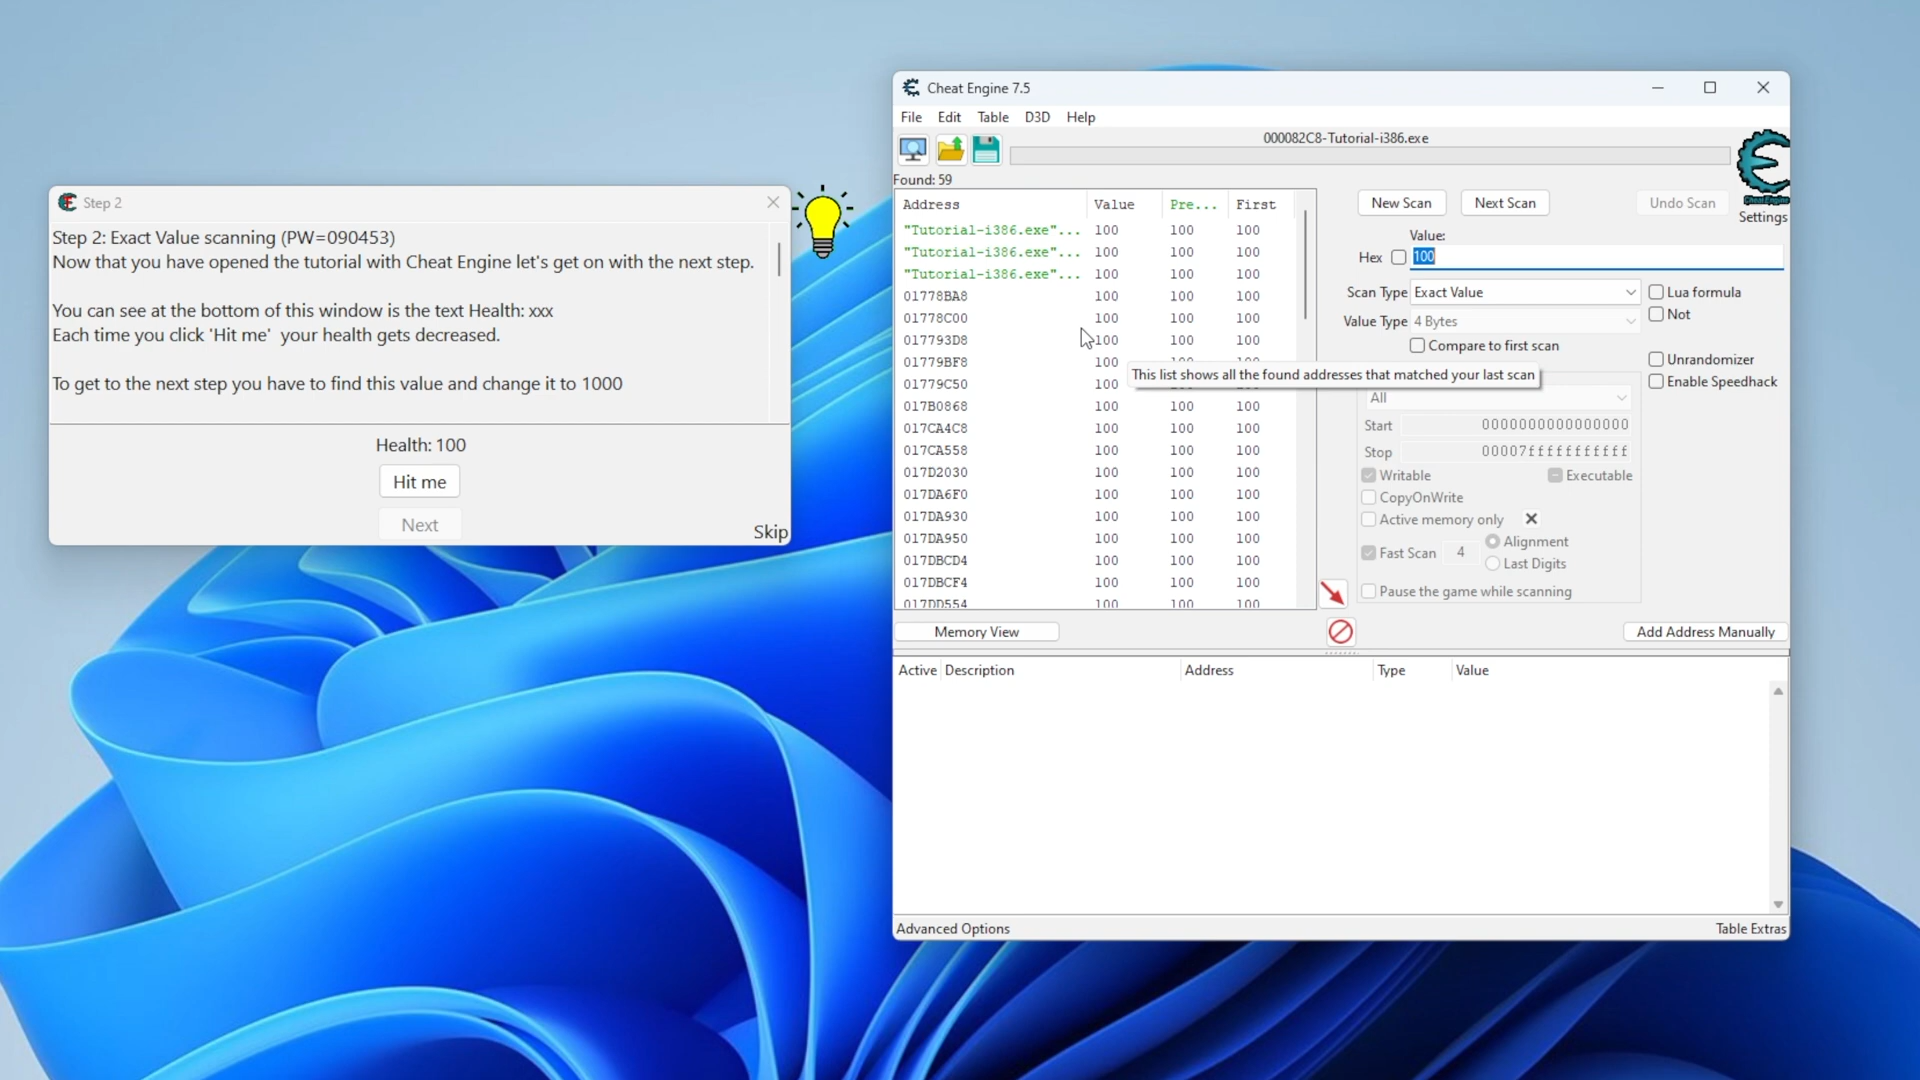 Step 2
Step 2: Exact Value scanning (PW=090453)
Now that you have opened the tutorial with Cheat Engine let's get on with the next step.
You can see at the bottom of this window is the text Health: xxx
Each time you click 'Hit me'  your health gets decreased.
To get to the next step you have to find this value and change it to 1000
Health: 100
Hit me
Next
Skip
Cheat Engine 7.5
File Edit Table D3D Help
000082C8-Tutorial-i386.exe
Found: 59
Address Value Pre... First
"Tutorial-i386.exe"... 100 100 100
"Tutorial-i386.exe"... 100 100 100
"Tutorial-i386.exe"... 100 100 100
01778BA8 100 100 100
01778C00 100 100 100
017793D8 100 100 100
01779BF8 100 100 100
01779C50 100
017B0868 100 100 100
017CA4C8 100 100 100
017CA558 100 100 100
017D2030 100 100 100
017DA6F0 100 100 100
017DA930 100 100 100
017DA950 100 100 100
017DBCD4 100 100 100
017DBCF4 100 100 100
017DD554 100 100 100
This list shows all the found addresses that matched your last scan
New Scan Next Scan Undo Scan
Cheat Engine
Settings
Value:
Hex 100
Scan Type Exact Value
Lua formula
Value Type 4 Bytes
Not
Compare to first scan
Unrandomizer
Enable Speedhack
All
Start 0000000000000000
Stop 00007fffffffffff
Writable Executable
CopyOnWrite
Active memory only
Fast Scan 4 Alignment
Last Digits
Pause the game while scanning
Memory View
Add Address Manually
Active Description Address Type Value
Advanced Options
Table Extras